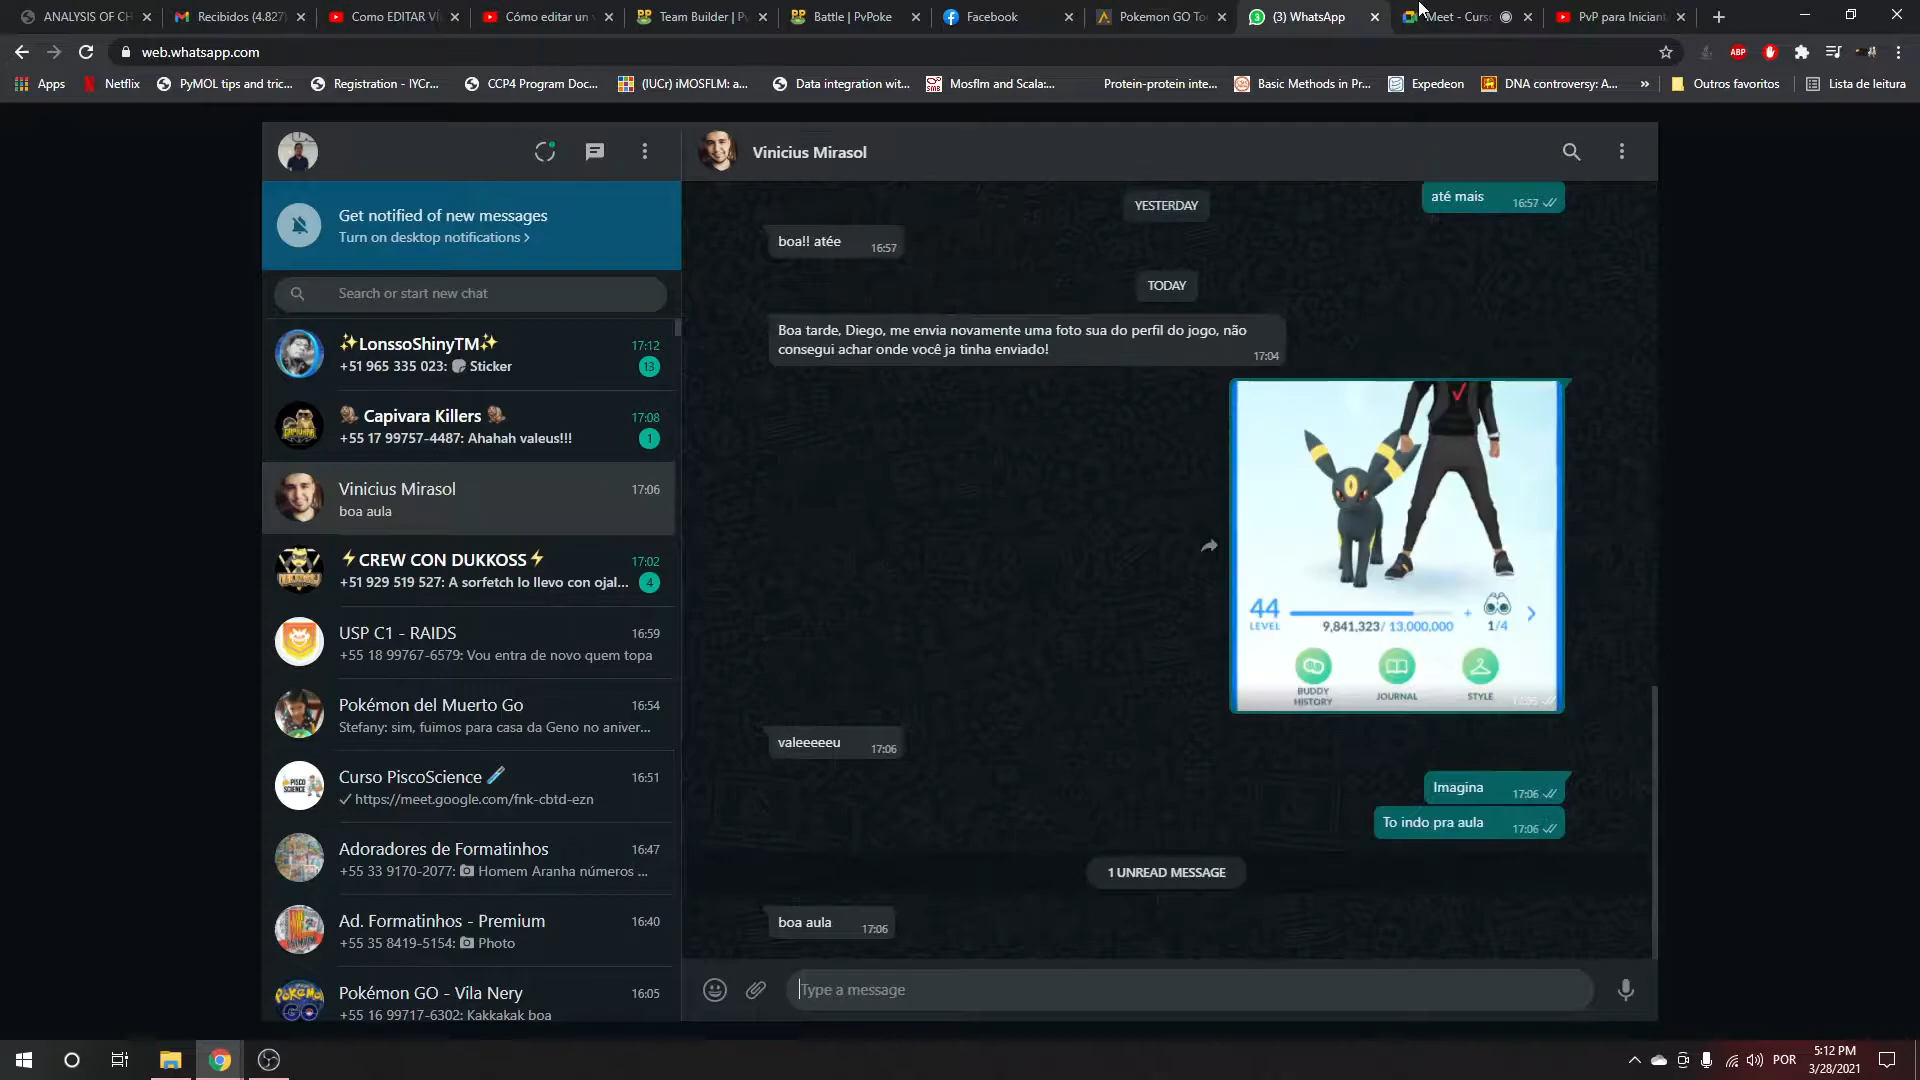 ANALYSIS OF CH
Recibidos (4.827)
Como EDITAR VÍ
Cómo editar un v
Team Builder | Pv
Battle | PvPoke
Facebook
Pokemon GO To
(3) WhatsApp
Meet - Curso
PvP para Iniciant
web.whatsapp.com
Apps
Netflix
PyMOL tips and tric...
Registration - IYCr...
CCP4 Program Doc...
(IUCr) iMOSFLM: a...
Data integration wit...
Mosflm and Scala:...
Protein-protein inte...
Basic Methods in Pr...
Expedeon
DNA controversy: A...
»
Outros favoritos
Lista de leitura
Get notified of new messages
Turn on desktop notifications >
Search or start new chat
✨LonssoShinyTM✨ 17:12
+51 965 335 023: Sticker 13
Capivara Killers 17:08
+55 17 99757-4487: Ahahah valeus!!! 1
Vinicius Mirasol 17:06
boa aula
⚡CREW CON DUKKOSS⚡ 17:02
+51 929 519 527: A sorfetch lo llevo con ojal... 4
USP C1 - RAIDS 16:59
+55 18 99767-6579: Vou entra de novo quem topa
Pokémon del Muerto Go 16:54
Stefany: sim, fuimos para casa da Geno no aniver...
Curso PiscoScience 🧪 16:51
✓ https://meet.google.com/fnk-cbtd-ezn
Adoradores de Formatinhos 16:47
+55 33 9170-2077: Homem Aranha números ...
Ad. Formatinhos - Premium 16:40
+55 35 8419-5154: Photo
Pokémon GO - Vila Nery 16:05
+55 16 99717-6302: Kakkakak boa
Vinicius Mirasol
até mais 16:57
YESTERDAY
boa!! atée 16:57
TODAY
Boa tarde, Diego, me envia novamente uma foto sua do perfil do jogo, não
consegui achar onde você ja tinha enviado!
17:04
44
LEVEL
9,841,323/ 13,000,000
+
1/4
BUDDY
HISTORY
JOURNAL
STYLE
valeeeeeu 17:06
Imagina 17:06
To indo pra aula 17:06
1 UNREAD MESSAGE
boa aula 17:06
Type a message
POR
5:12 PM
3/28/2021